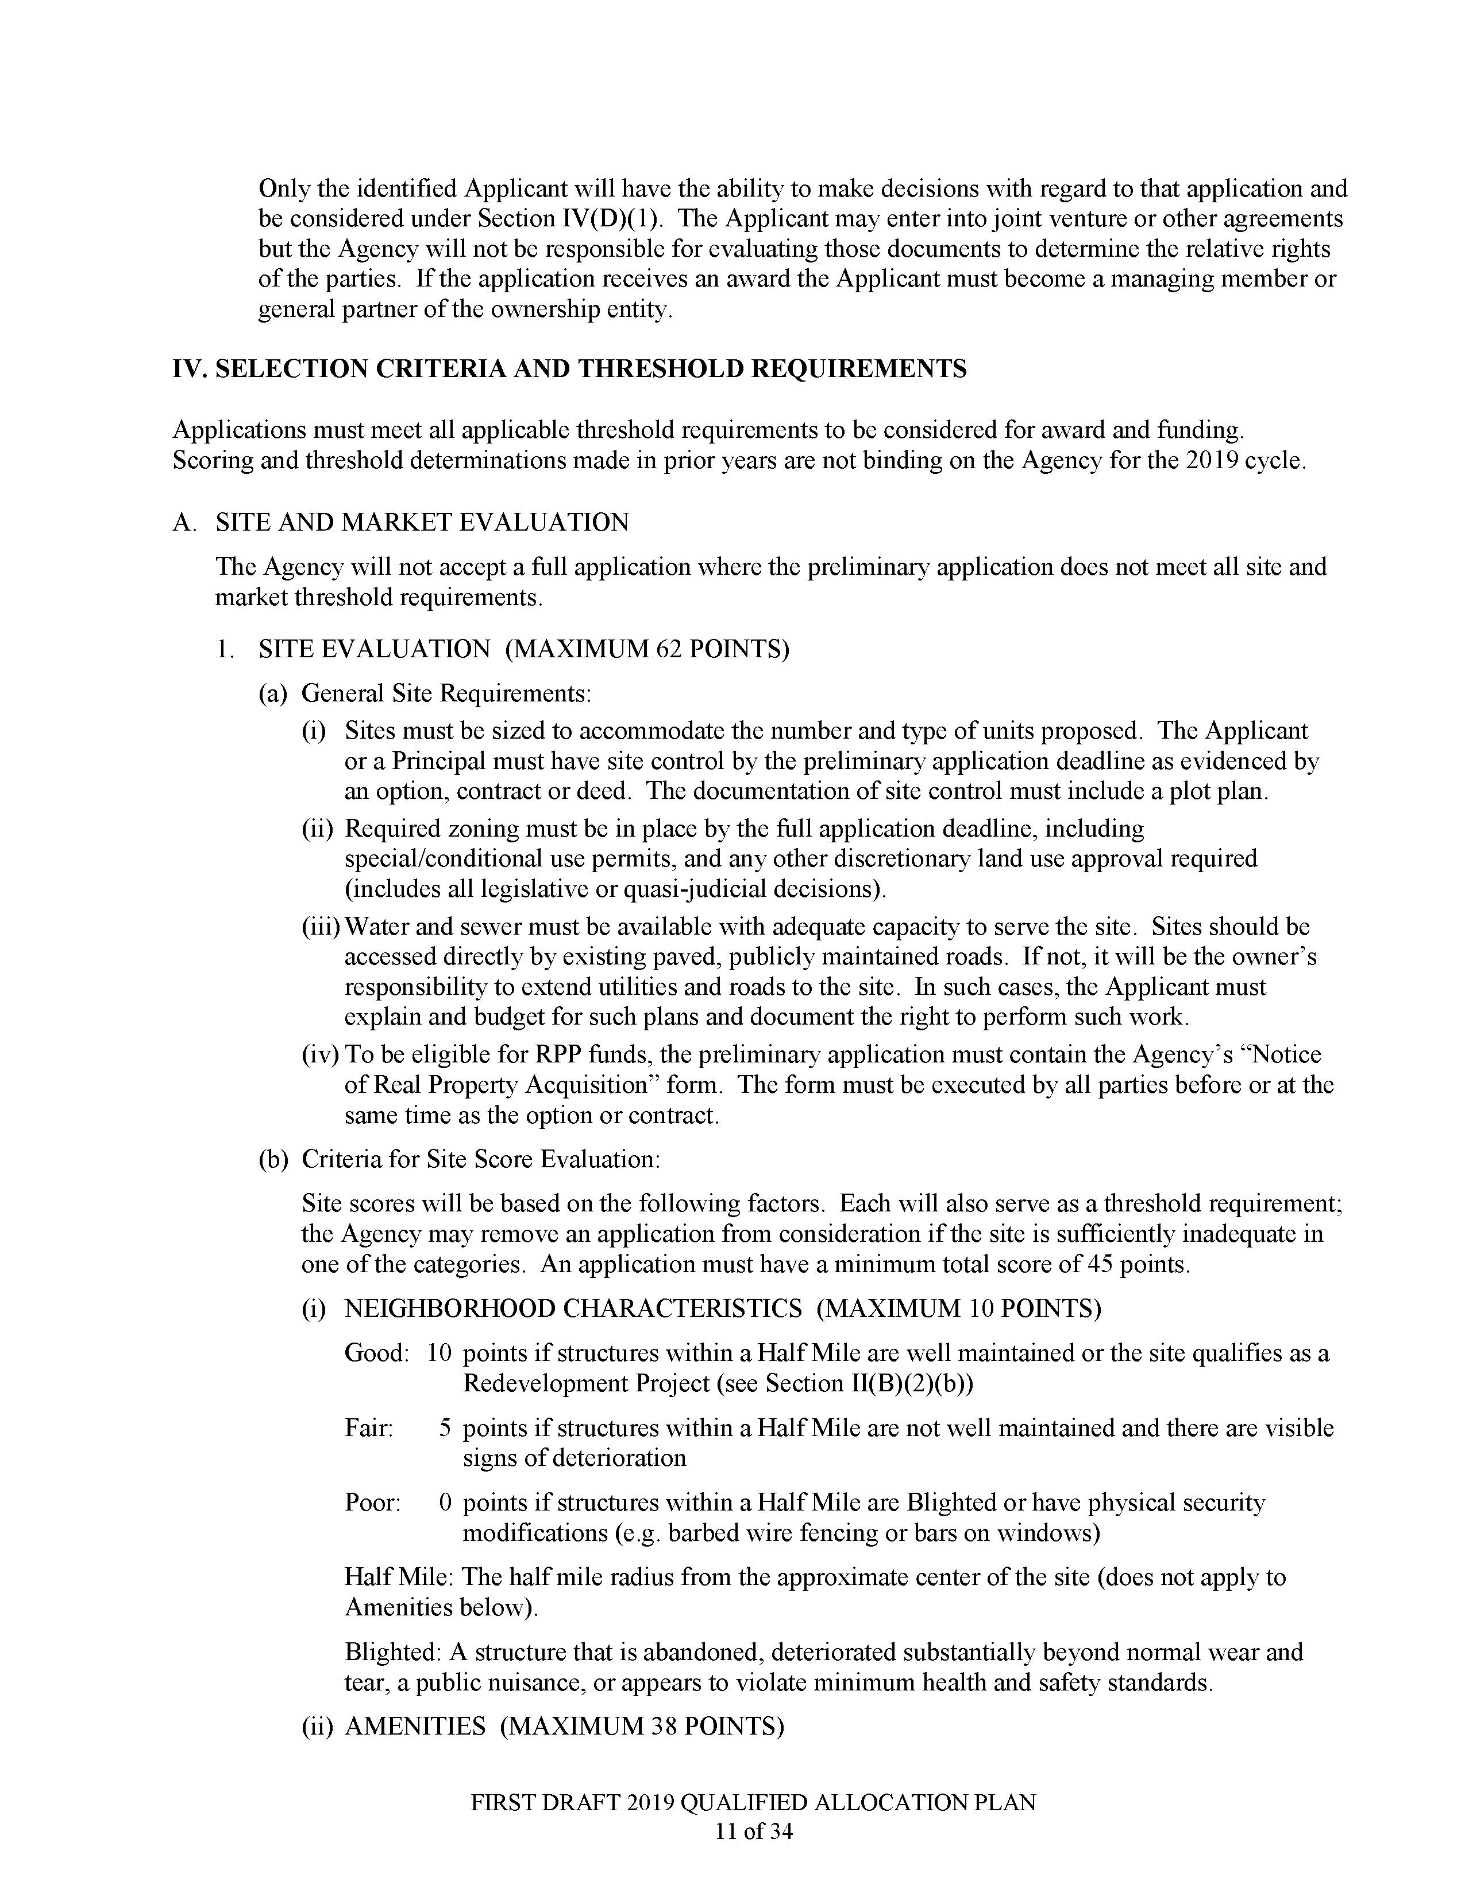 Only the identified Applicant will have the ability to make decisions with regard to that application and
be considered under Section IV(D)(1).  The Applicant may enter into joint venture or other agreements
but the Agency will not be responsible for evaluating those documents to determine the relative rights
of the parties.  If the application receives an award the Applicant must become a managing member or
general partner of the ownership entity.
IV. SELECTION CRITERIA AND THRESHOLD REQUIREMENTS
Applications must meet all applicable threshold requirements to be considered for award and funding.
Scoring and threshold determinations made in prior years are not binding on the Agency for the 2019 cycle.
A. SITE AND MARKET EVALUATION
The Agency will not accept a full application where the preliminary application does not meet all site and
market threshold requirements.
1. SITE EVALUATION (MAXIMUM 62 POINTS)
(a) General Site Requirements:
(i) Sites must be sized to accommodate the number and type of units proposed.  The Applicant
or a Principal must have site control by the preliminary application deadline as evidenced by
an option, contract or deed.  The documentation of site control must include a plot plan.
(ii) Required zoning must be in place by the full application deadline, including
special/conditional use permits, and any other discretionary land use approval required
(includes all legislative or quasi-judicial decisions).
(iii) Water and sewer must be available with adequate capacity to serve the site.  Sites should be
accessed directly by existing paved, publicly maintained roads.  If not, it will be the owner's
responsibility to extend utilities and roads to the site.  In such cases, the Applicant must
explain and budget for such plans and document the right to perform such work.
(iv) To be eligible for RPP funds, the preliminary application must contain the Agency's “Notice
of Real Property Acquisition” form.  The form must be executed by all parties before or at the
same time as the option or contract.
(b) Criteria for Site Score Evaluation:
Site scores will be based on the following factors.  Each will also serve as a threshold requirement;
the Agency may remove an application from consideration if the site is sufficiently inadequate in
one of the categories.  An application must have a minimum total score of 45 points.
(i) NEIGHBORHOOD CHARACTERISTICS (MAXIMUM 10 POINTS)
Good: 10 points if structures within a Half Mile are well maintained or the site qualifies as a
Redevelopment Project (see Section II(B)(2)(b))
Fair: 5 points if structures within a Half Mile are not well maintained and there are visible
signs of deterioration
Poor: 0 points if structures within a Half Mile are Blighted or have physical security
modifications (e.g. barbed wire fencing or bars on windows)
Half Mile: The half mile radius from the approximate center of the site (does not apply to
Amenities below).
Blighted: A structure that is abandoned, deteriorated substantially beyond normal wear and
tear, a public nuisance, or appears to violate minimum health and safety standards.
(ii) AMENITIES (MAXIMUM 38 POINTS)
FIRST DRAFT 2019 QUALIFIED ALLOCATION PLAN
11 of 34